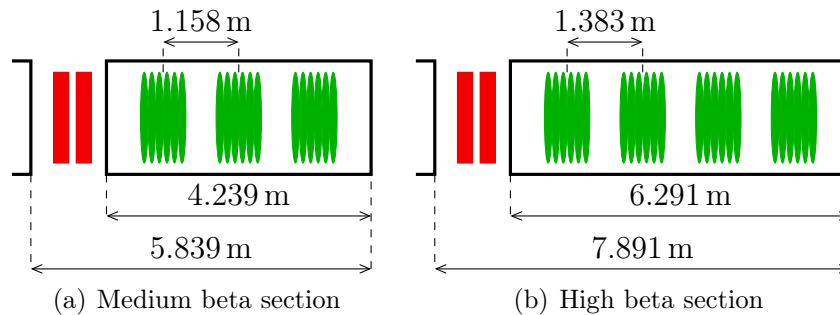 1.158 m
4.239 m
5.839 m
(a) Medium beta section
1.383 m
6.291 m
7.891 m
(b) High beta section